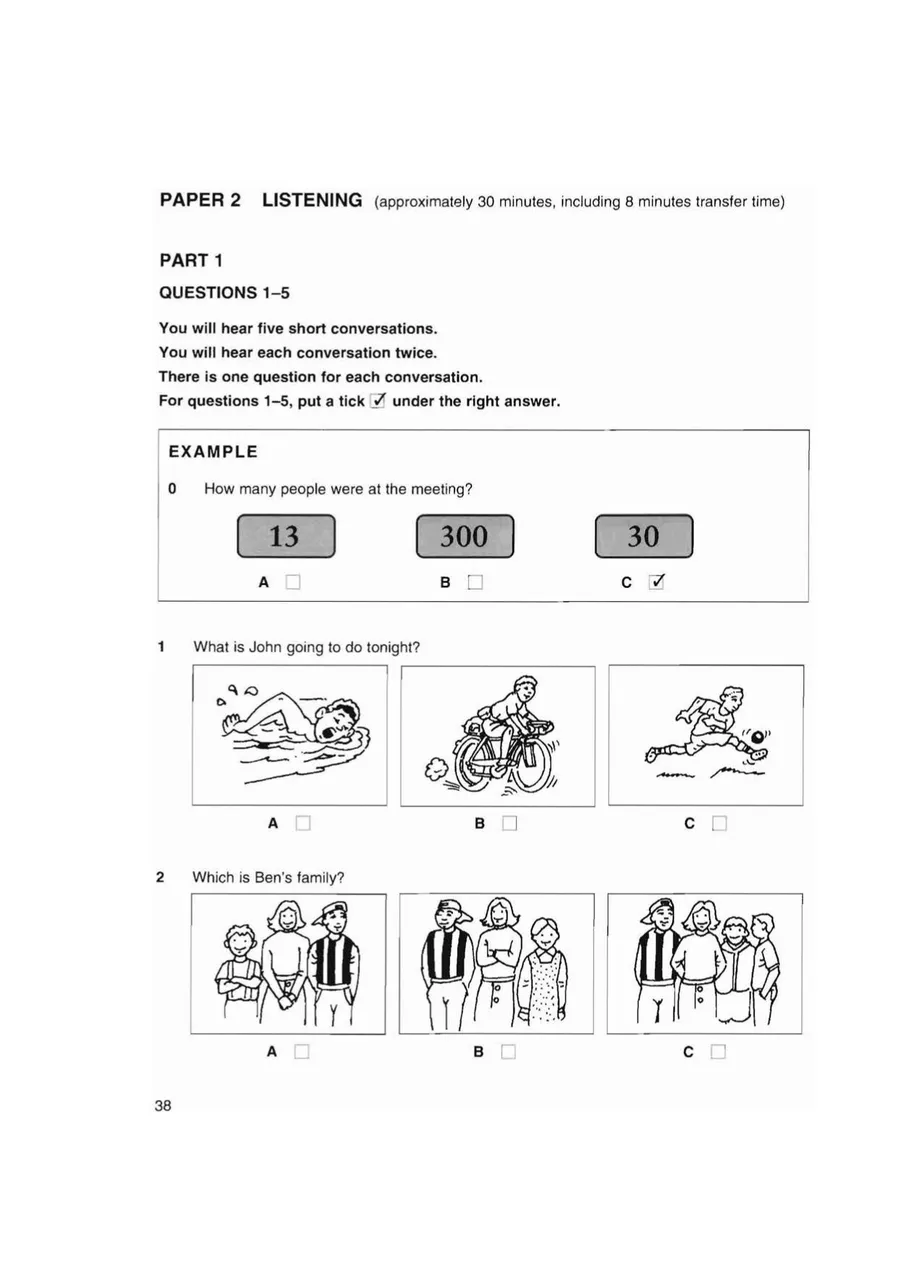 PAPER 2 LISTENING (approximately 30 minutes, including 8 minutes transfer time)
PART 1
QUESTIONS 1–5
You will hear five short conversations.
You will hear each conversation twice.
There is one question for each conversation.
For questions 1–5, put a tick ☑ under the right answer.
EXAMPLE
0 How many people were at the meeting?
13 300 30
A ☐ B ☐ C ☑
1 What is John going to do tonight?
A ☐ B ☐ C ☐
2 Which is Ben's family?
A ☐ B ☐ C ☐
38